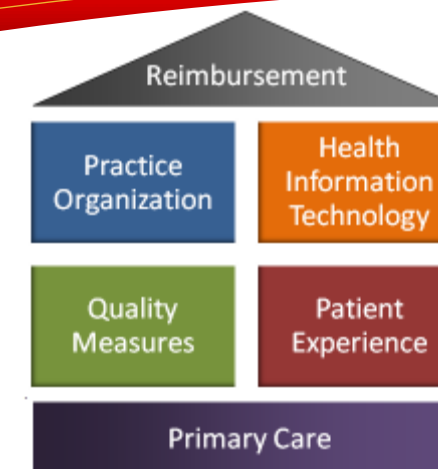 Reimbursement
Practice
Organization
Health
Information
Technology
Quality
Measures
Patient
Experience
Primary Care